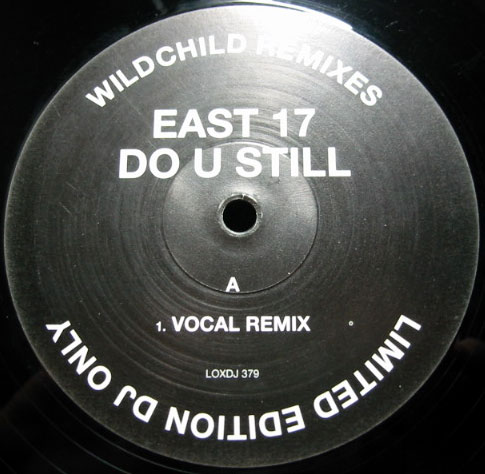 WILDCHILD REMIXES
EAST 17
DO U STILL
A
1. VOCAL REMIX
LOXDJ 379
LIMITED EDITION DJ ONLY